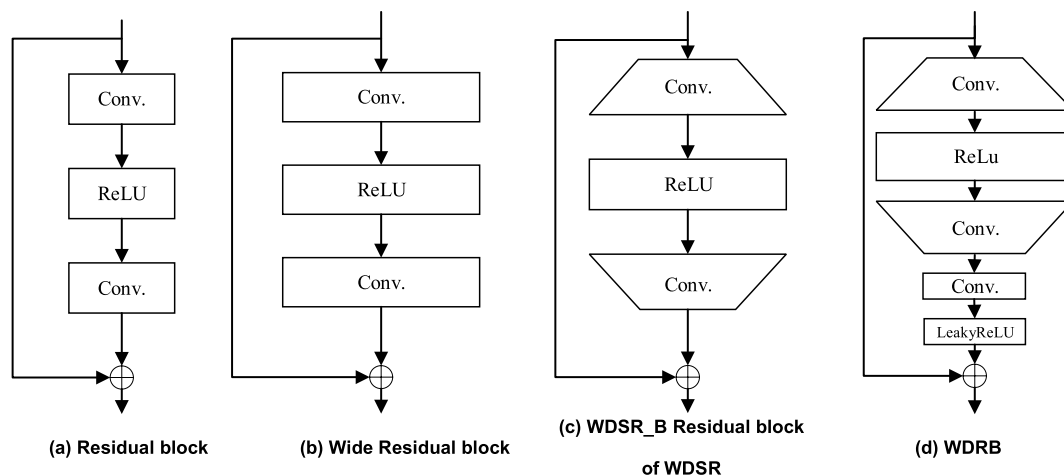 Conv.
ReLU
Conv.
(a) Residual block
Conv.
ReLU
Conv.
(b) Wide Residual block
Conv.
ReLU
Conv.
(c) WDSR_B Residual block
of WDSR
Conv.
ReLu
Conv.
Conv.
LeakyReLU
(d) WDRB